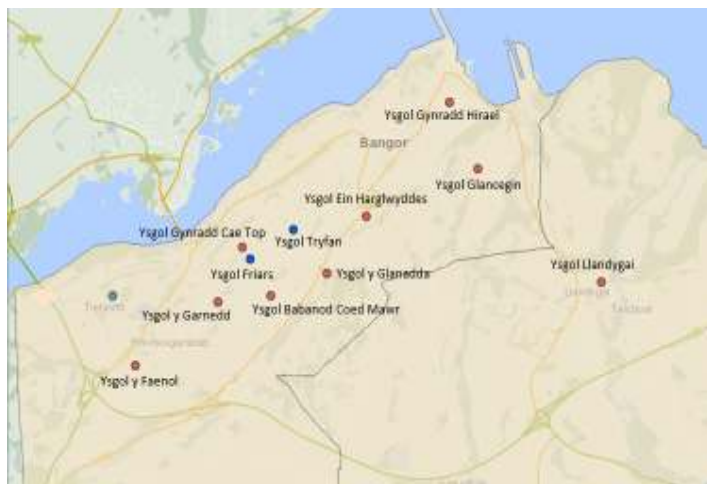 Ysgol Gynradd Hirael
Bangor
Ysgol Glancegin
Ysgol Ein Harglwyddes
Ysgol Tryfan
Ysgol Gynradd Cae Top
Ysgol Friars
Ysgol y Glanadda
Ysgol Llandygai
Ysgol Babanod Coed Mawr
Ysgol y Garnedd
Ysgol y Faenol